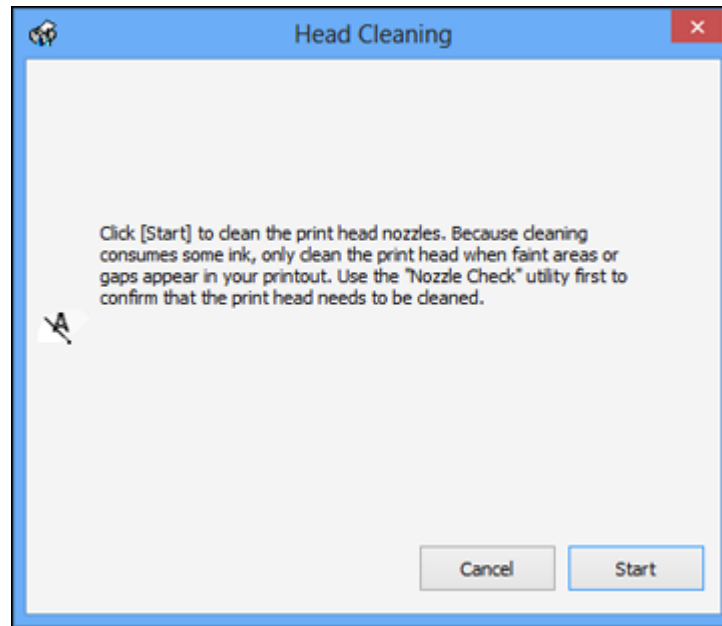 Head Cleaning
Click [Start] to clean the print head nozzles. Because cleaning
consumes some ink, only clean the print head when faint areas or
gaps appear in your printout. Use the "Nozzle Check" utility first to
confirm that the print head needs to be cleaned.
A
Cancel
Start